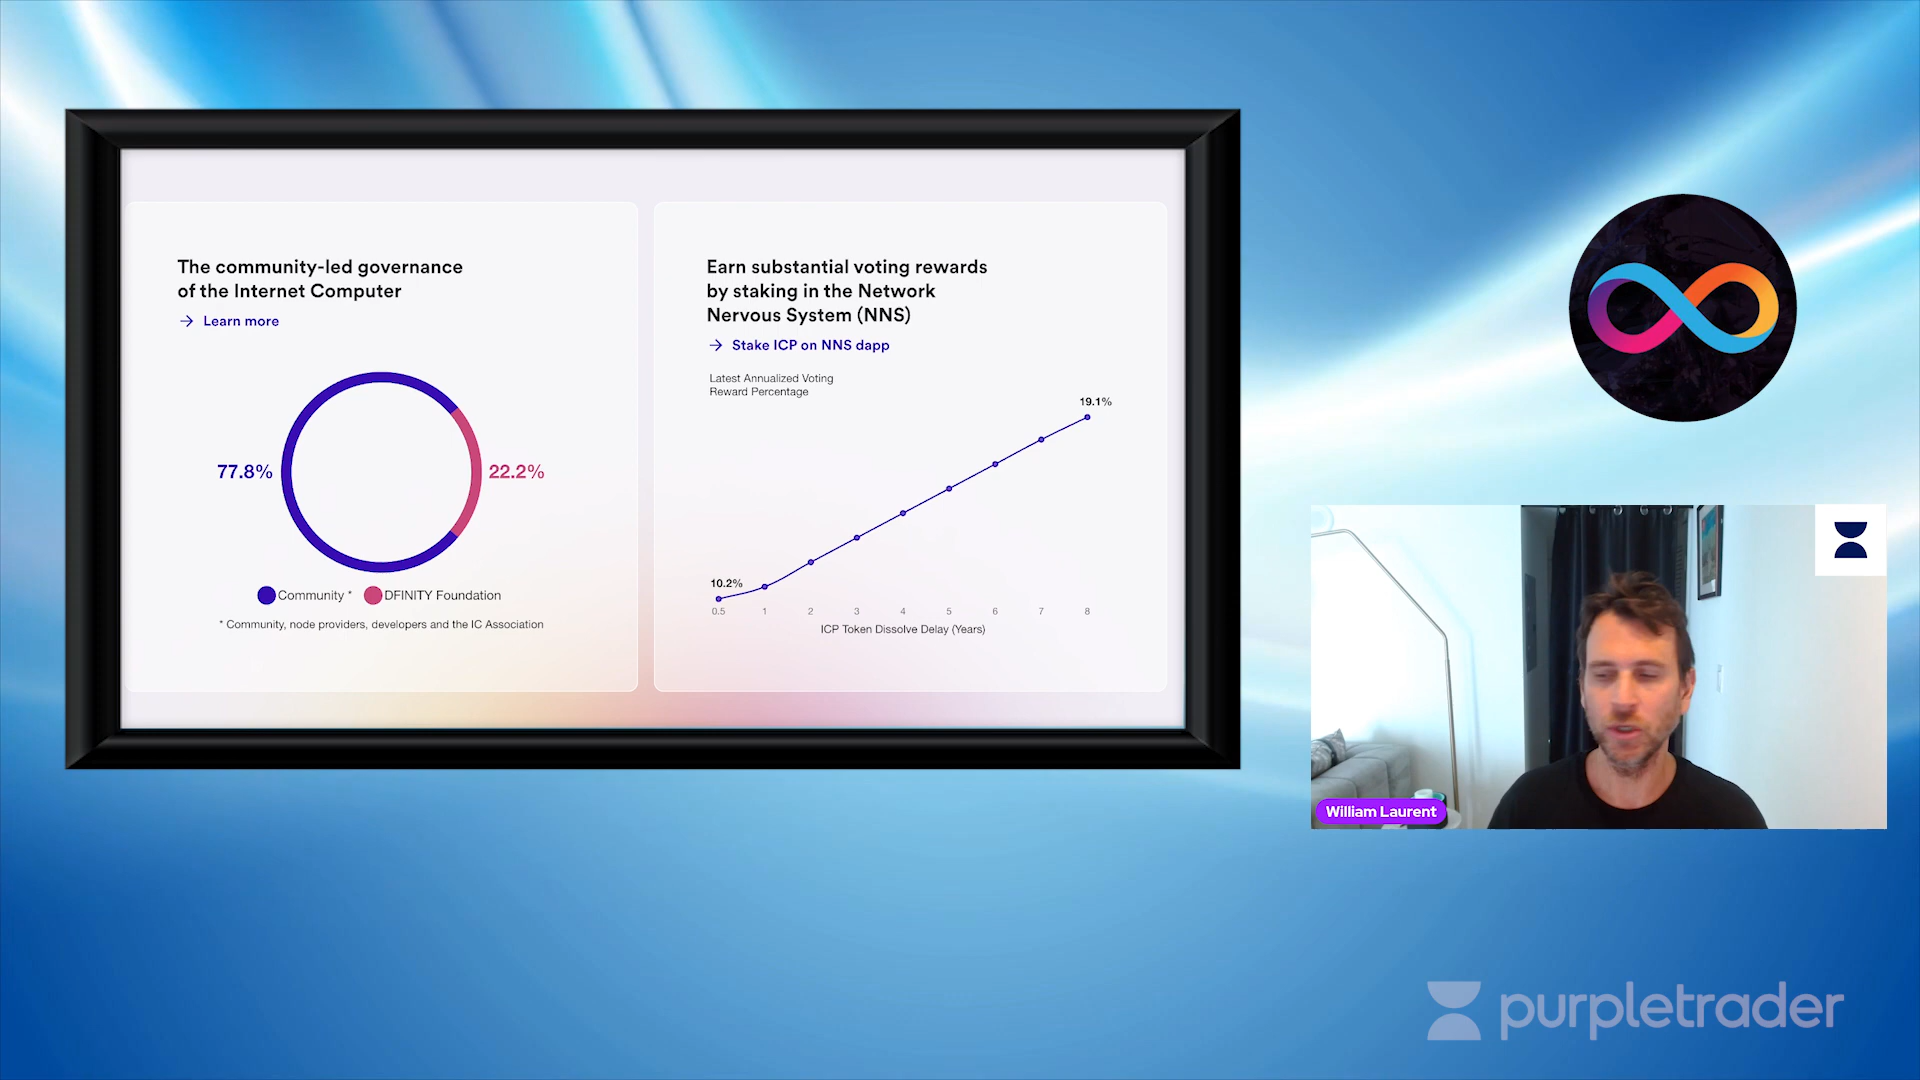 The community-led governance
of the Internet Computer
→ Learn more
77.8%
22.2%
Community *
DFINITY Foundation
* Community, node providers, developers and the IC Association
Earn substantial voting rewards
by staking in the Network
Nervous System (NNS)
→ Stake ICP on NNS dapp
Latest Annualized Voting
Reward Percentage
19.1%
10.2%
0.5 1 2 3 4 5 6 7 8
ICP Token Dissolve Delay (Years)
William Laurent
purpletrader